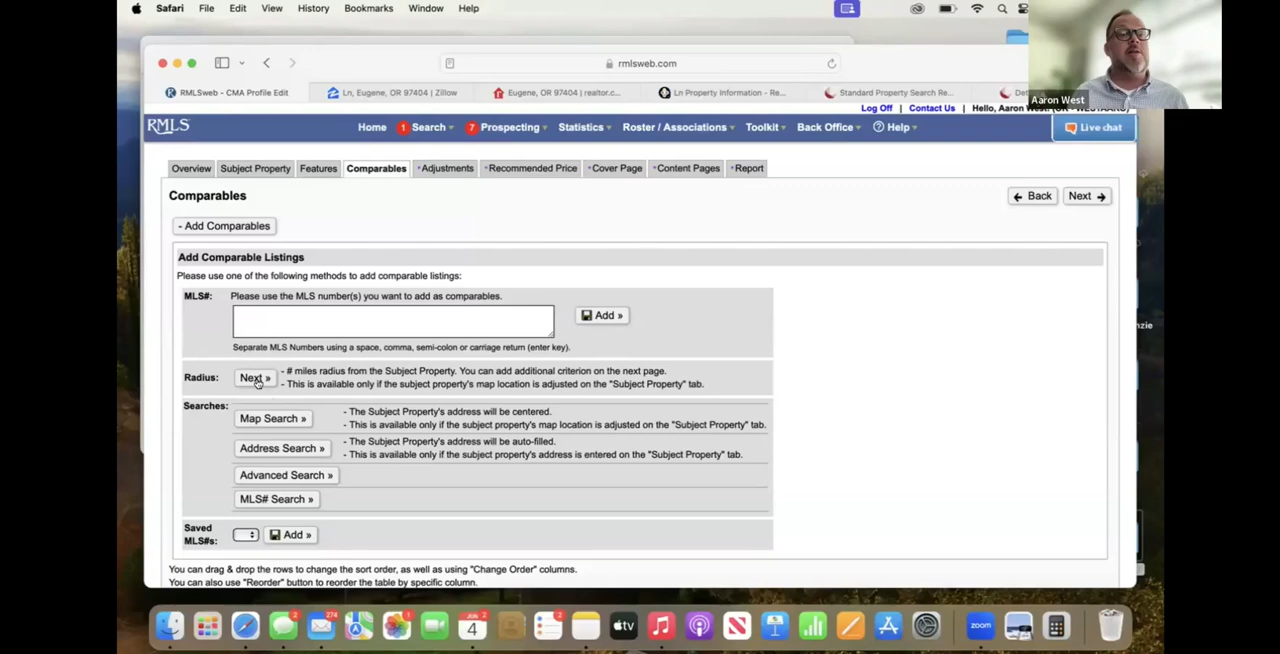 Safari File Edit View History Bookmarks Window Help
Aaron West
rmlsweb.com
RMLSweb - CMA Profile Edit
Ln, Eugene, OR 97404 | Zillow
Eugene, OR 97404 | realtor.c...
Ln Property Information - Re...
Standard Property Search Re...
Log Off | Contact Us | Hello, Aaron West!
RMLS
Home 1 Search 7 Prospecting Statistics Roster / Associations Toolkit Back Office Help
Live chat
Overview Subject Property Features Comparables Adjustments Recommended Price Cover Page Content Pages Report
Comparables
Back Next
- Add Comparables
Add Comparable Listings
Please use one of the following methods to add comparable listings:
MLS#: Please use the MLS number(s) you want to add as comparables.
Add »
Separate MLS Numbers using a space, comma, semi-colon or carriage return (enter key).
Radius: Next » - # miles radius from the Subject Property. You can add additional criterion on the next page.
- This is available only if the subject property's map location is adjusted on the "Subject Property" tab.
Searches:
Map Search » - The Subject Property's address will be centered.
- This is available only if the subject property's map location is adjusted on the "Subject Property" tab.
Address Search » - The Subject Property's address will be auto-filled.
- This is available only if the subject property's address is entered on the "Subject Property" tab.
Advanced Search »
MLS# Search »
Saved MLS#s: Add »
You can drag & drop the rows to change the sort order, as well as using "Change Order" columns.
You can also use "Reorder" button to reorder the table by specific column.
2 274 1 JUN 4 2 2 tv zoom